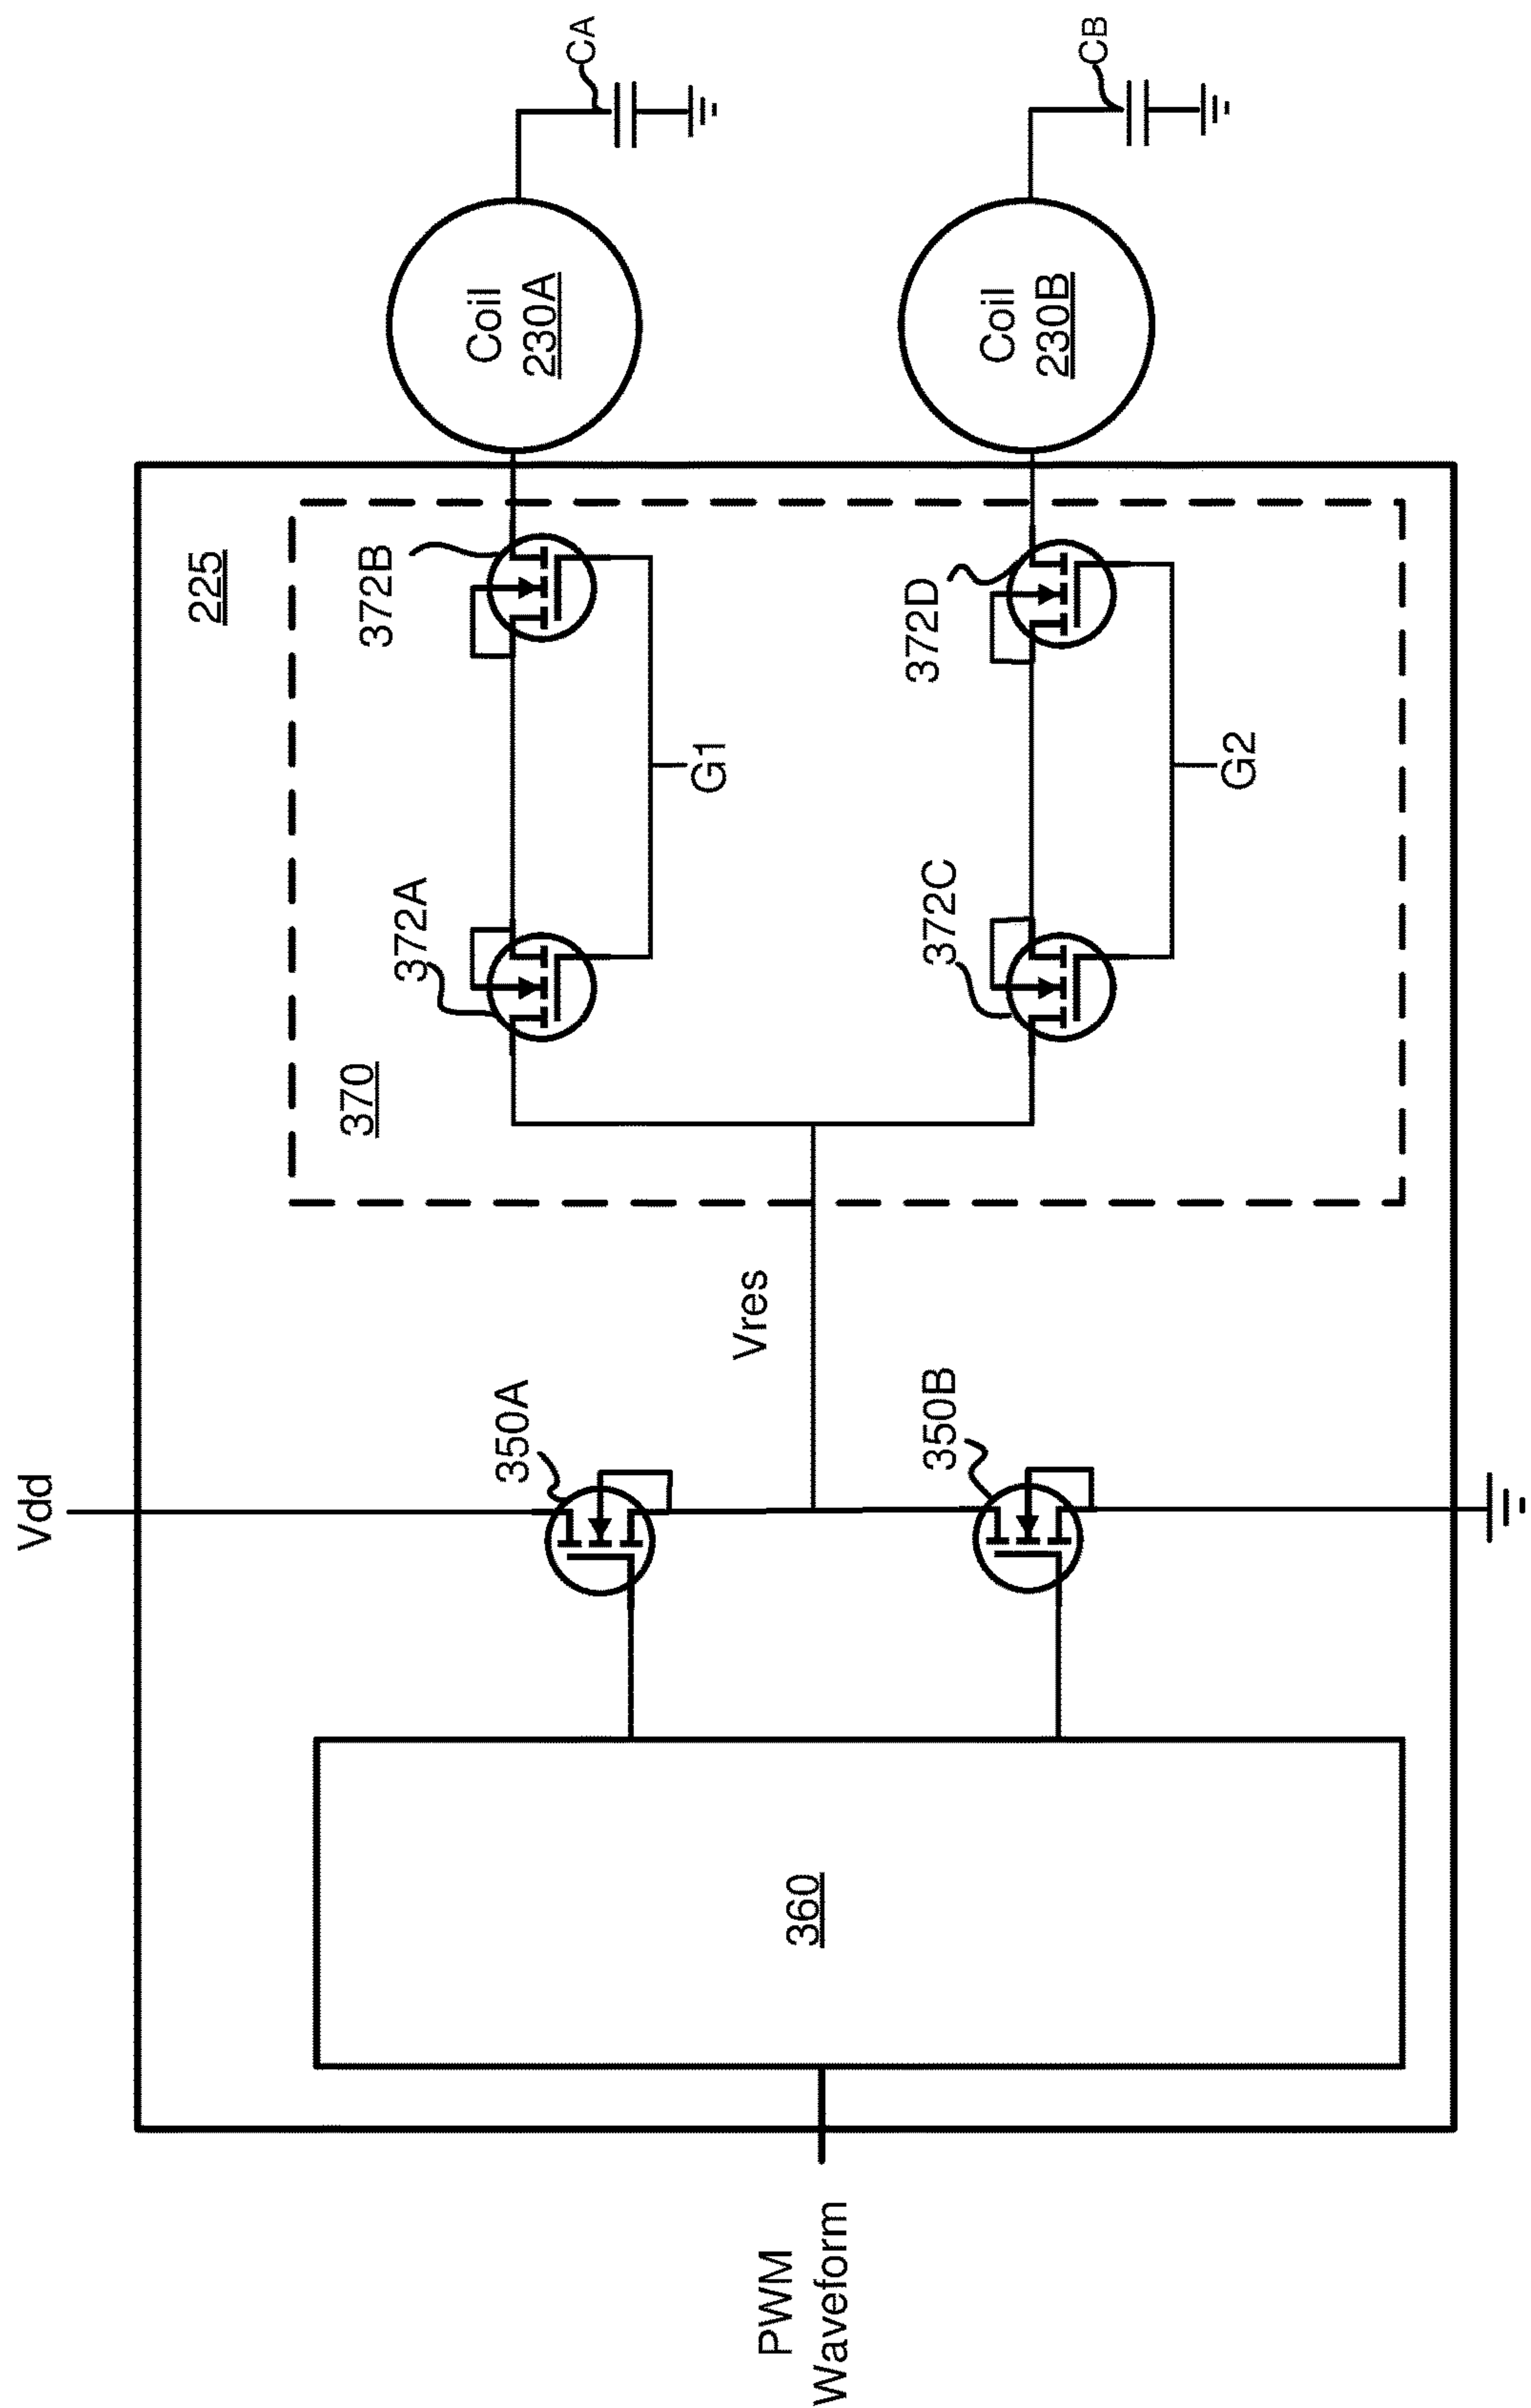 Vdd
225
350A
372A
372B
370
Coil
230A
CA
G1
Vres
PWM
Waveform
360
350B
372C
372D
Coil
230B
CB
G2